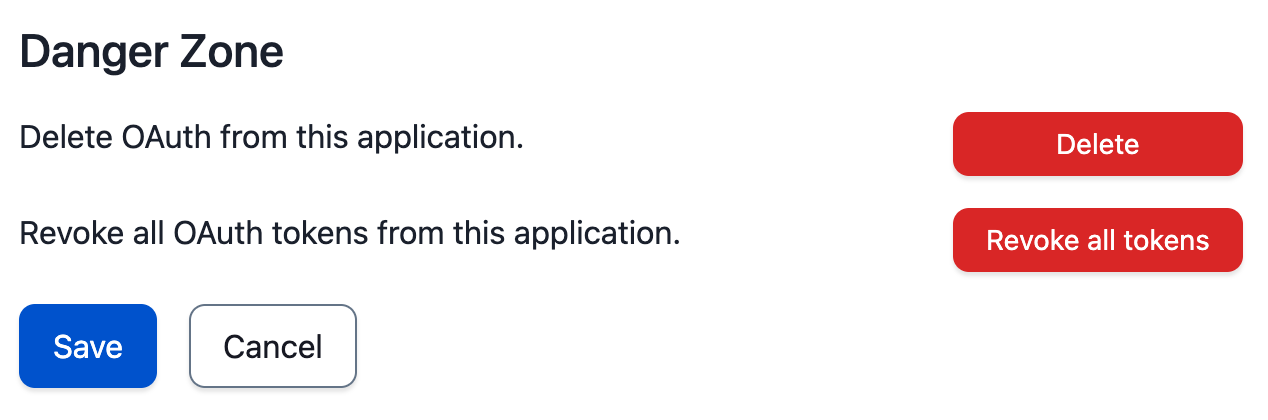 Danger Zone
Delete OAuth from this application.
Delete
Revoke all OAuth tokens from this application.
Revoke all tokens
Save
Cancel